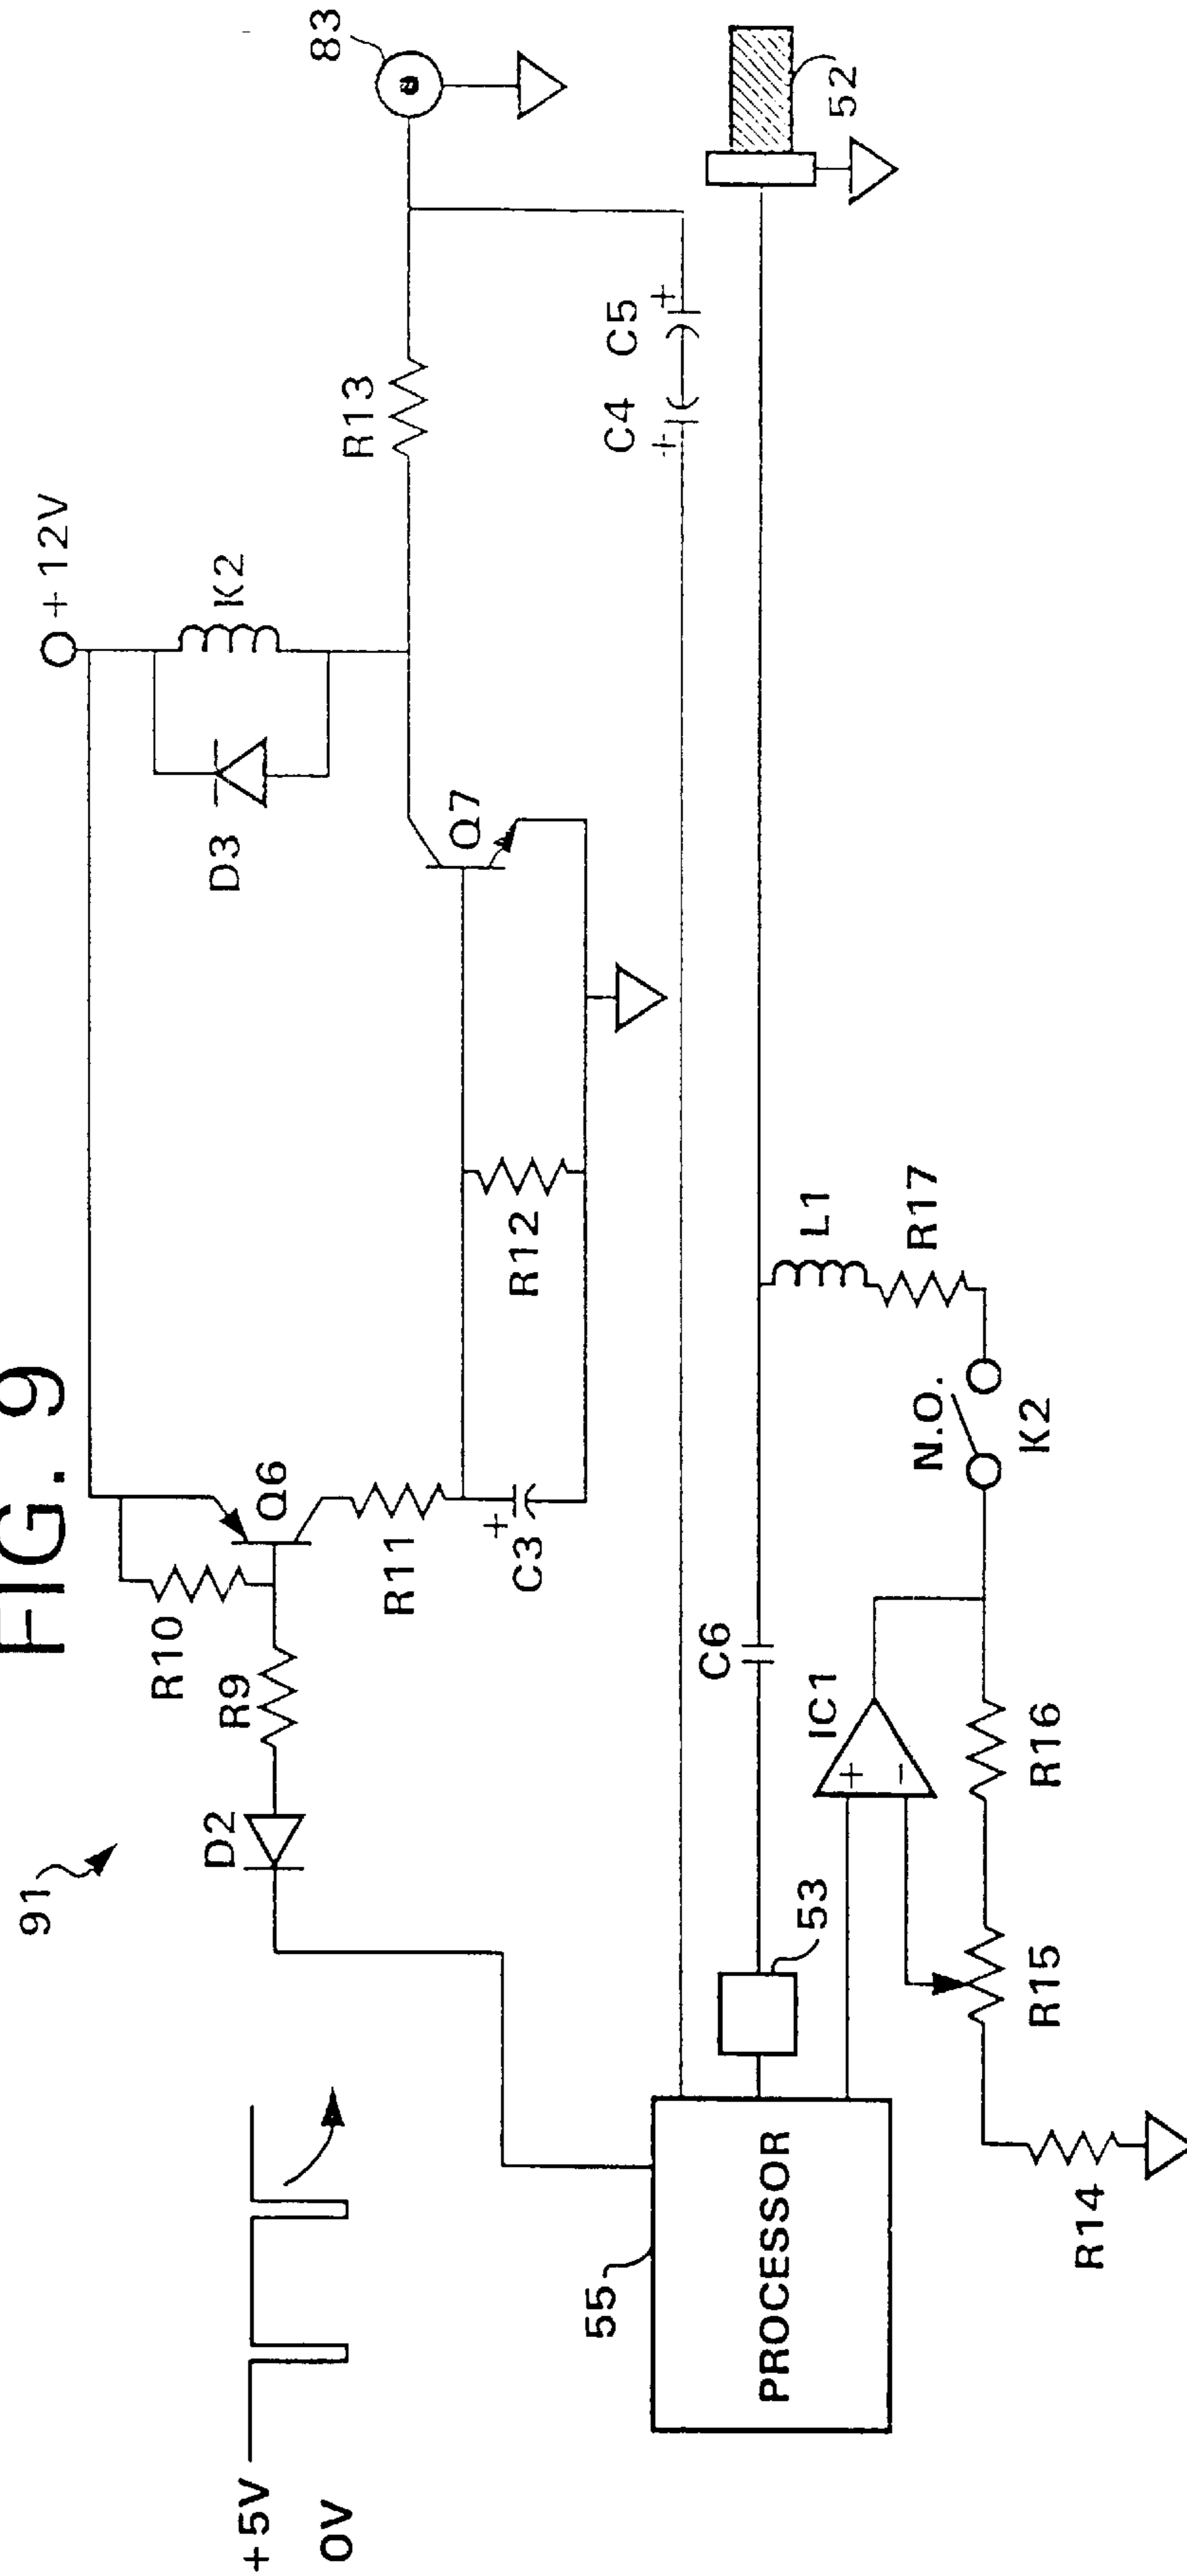 FIG. 9
91
+5V
0V
+12V
83
D3
K2
R13
Q7
Q6
R10
R9
D2
R11
C3
+
R12
C4
+
C5
+
52
55
PROCESSOR
53
C6
L1
R17
N.O.
K2
IC1
+
−
R16
R15
R14